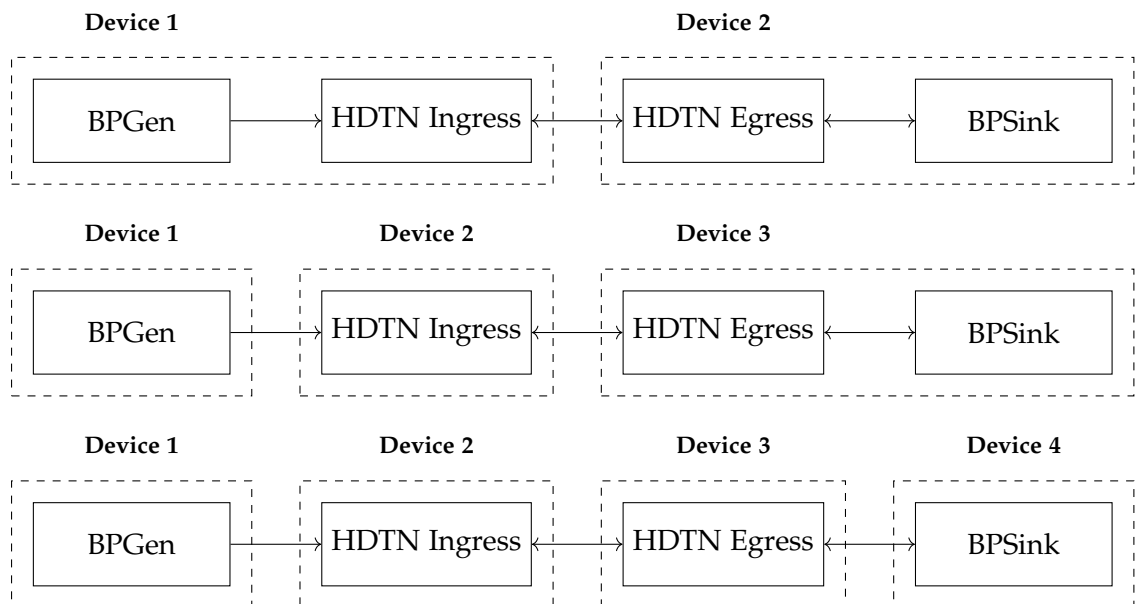 Device 1 Device 2
BPGen HDTN Ingress HDTN Egress BPSink
Device 1 Device 2 Device 3
BPGen HDTN Ingress HDTN Egress BPSink
Device 1 Device 2 Device 3 Device 4
BPGen HDTN Ingress HDTN Egress BPSink